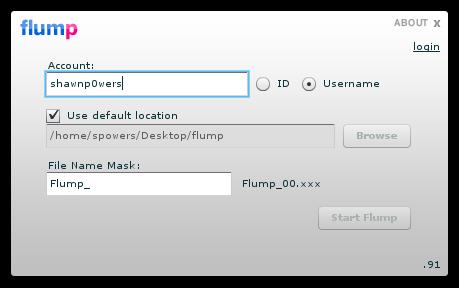 flump
ABOUT X
login
Account:
shawnp0wers
ID
Username
Use default location
/home/spowers/Desktop/flump
Browse
File Name Mask:
Flump_
Flump_00.xxx
Start Flump
.91